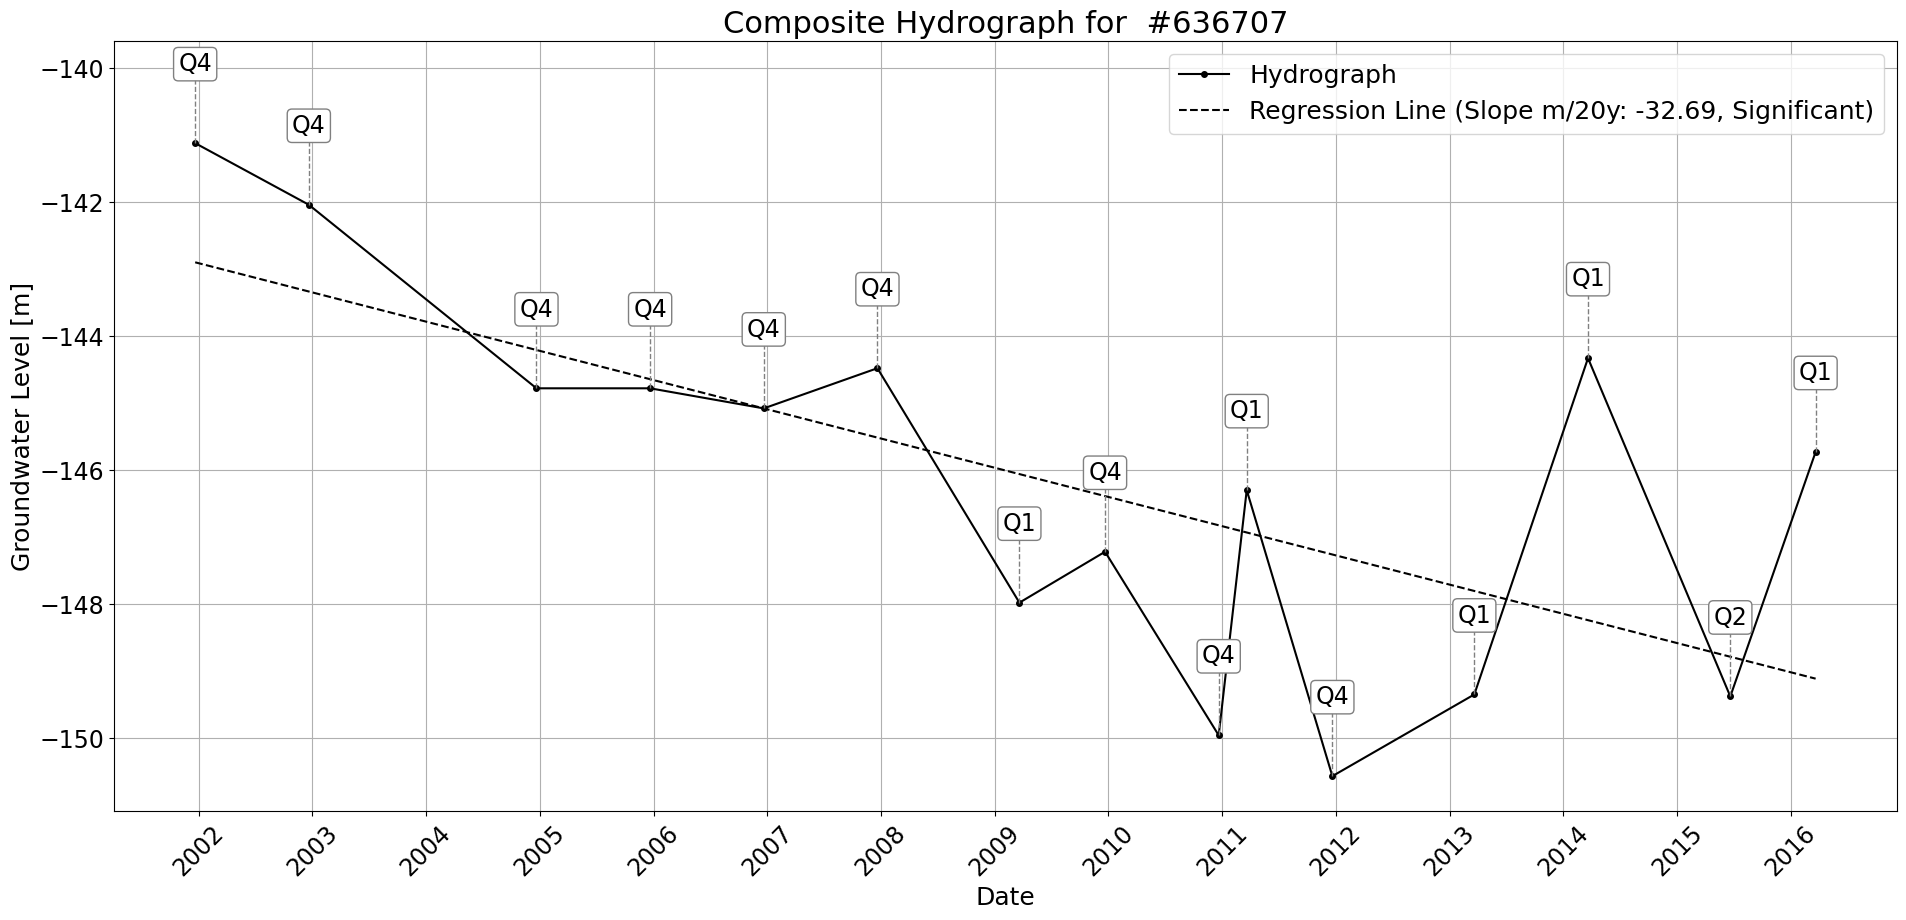 Composite Hydrograph for  #636707
Hydrograph
Regression Line (Slope m/20y: -32.69, Significant)
Groundwater Level [m]
−140
−142
−144
−146
−148
−150
Q4
Q4
Q4
Q4
Q4
Q4
Q1
Q4
Q4
Q1
Q4
Q1
Q1
Q2
Q1
2002
2003
2004
2005
2006
2007
2008
2009
2010
2011
2012
2013
2014
2015
2016
Date